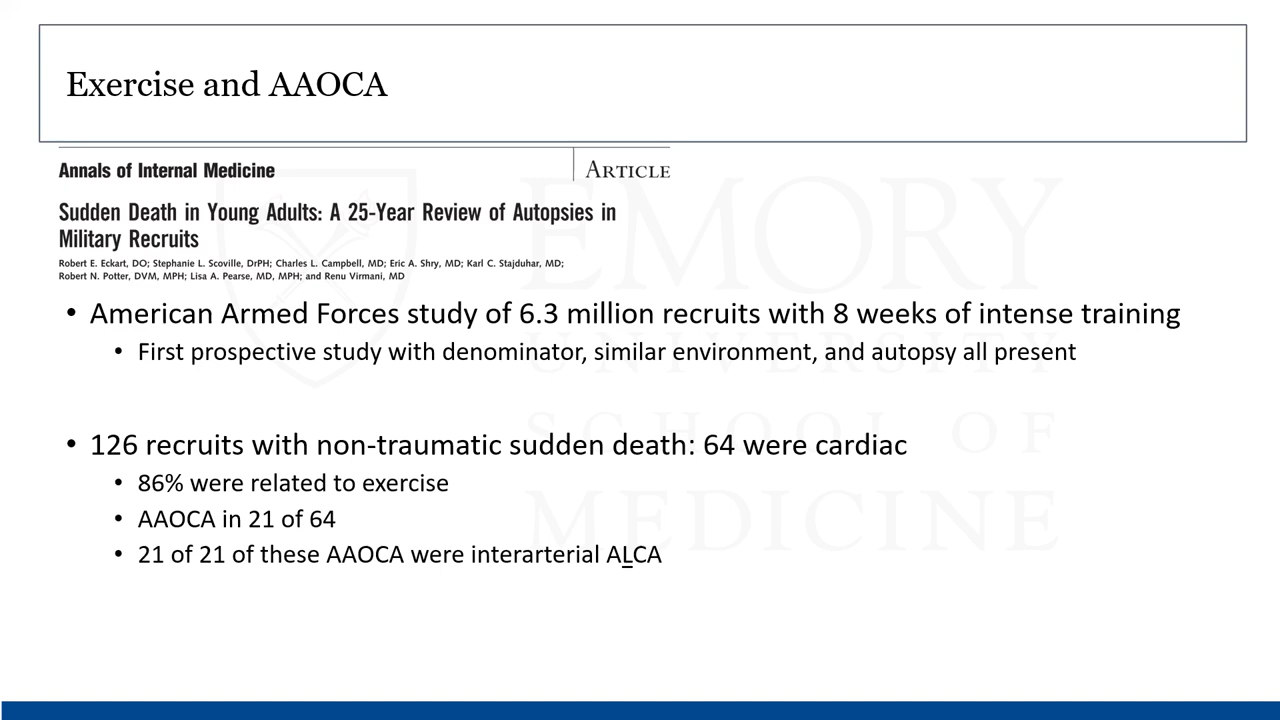 Exercise and AAOCA
Annals of Internal Medicine
ARTICLE
Sudden Death in Young Adults: A 25-Year Review of Autopsies in
Military Recruits
Robert E. Eckart, DO; Stephanie L. Scoville, DrPH; Charles L. Campbell, MD; Eric A. Shry, MD; Karl C. Stajduhar, MD;
Robert N. Potter, DVM, MPH; Lisa A. Pearse, MD, MPH; and Renu Virmani, MD
• American Armed Forces study of 6.3 million recruits with 8 weeks of intense training
• First prospective study with denominator, similar environment, and autopsy all present
• 126 recruits with non-traumatic sudden death: 64 were cardiac
• 86% were related to exercise
• AAOCA in 21 of 64
• 21 of 21 of these AAOCA were interarterial ALCA
EMORY
UNIVERSITY
SCHOOL OF
MEDICINE